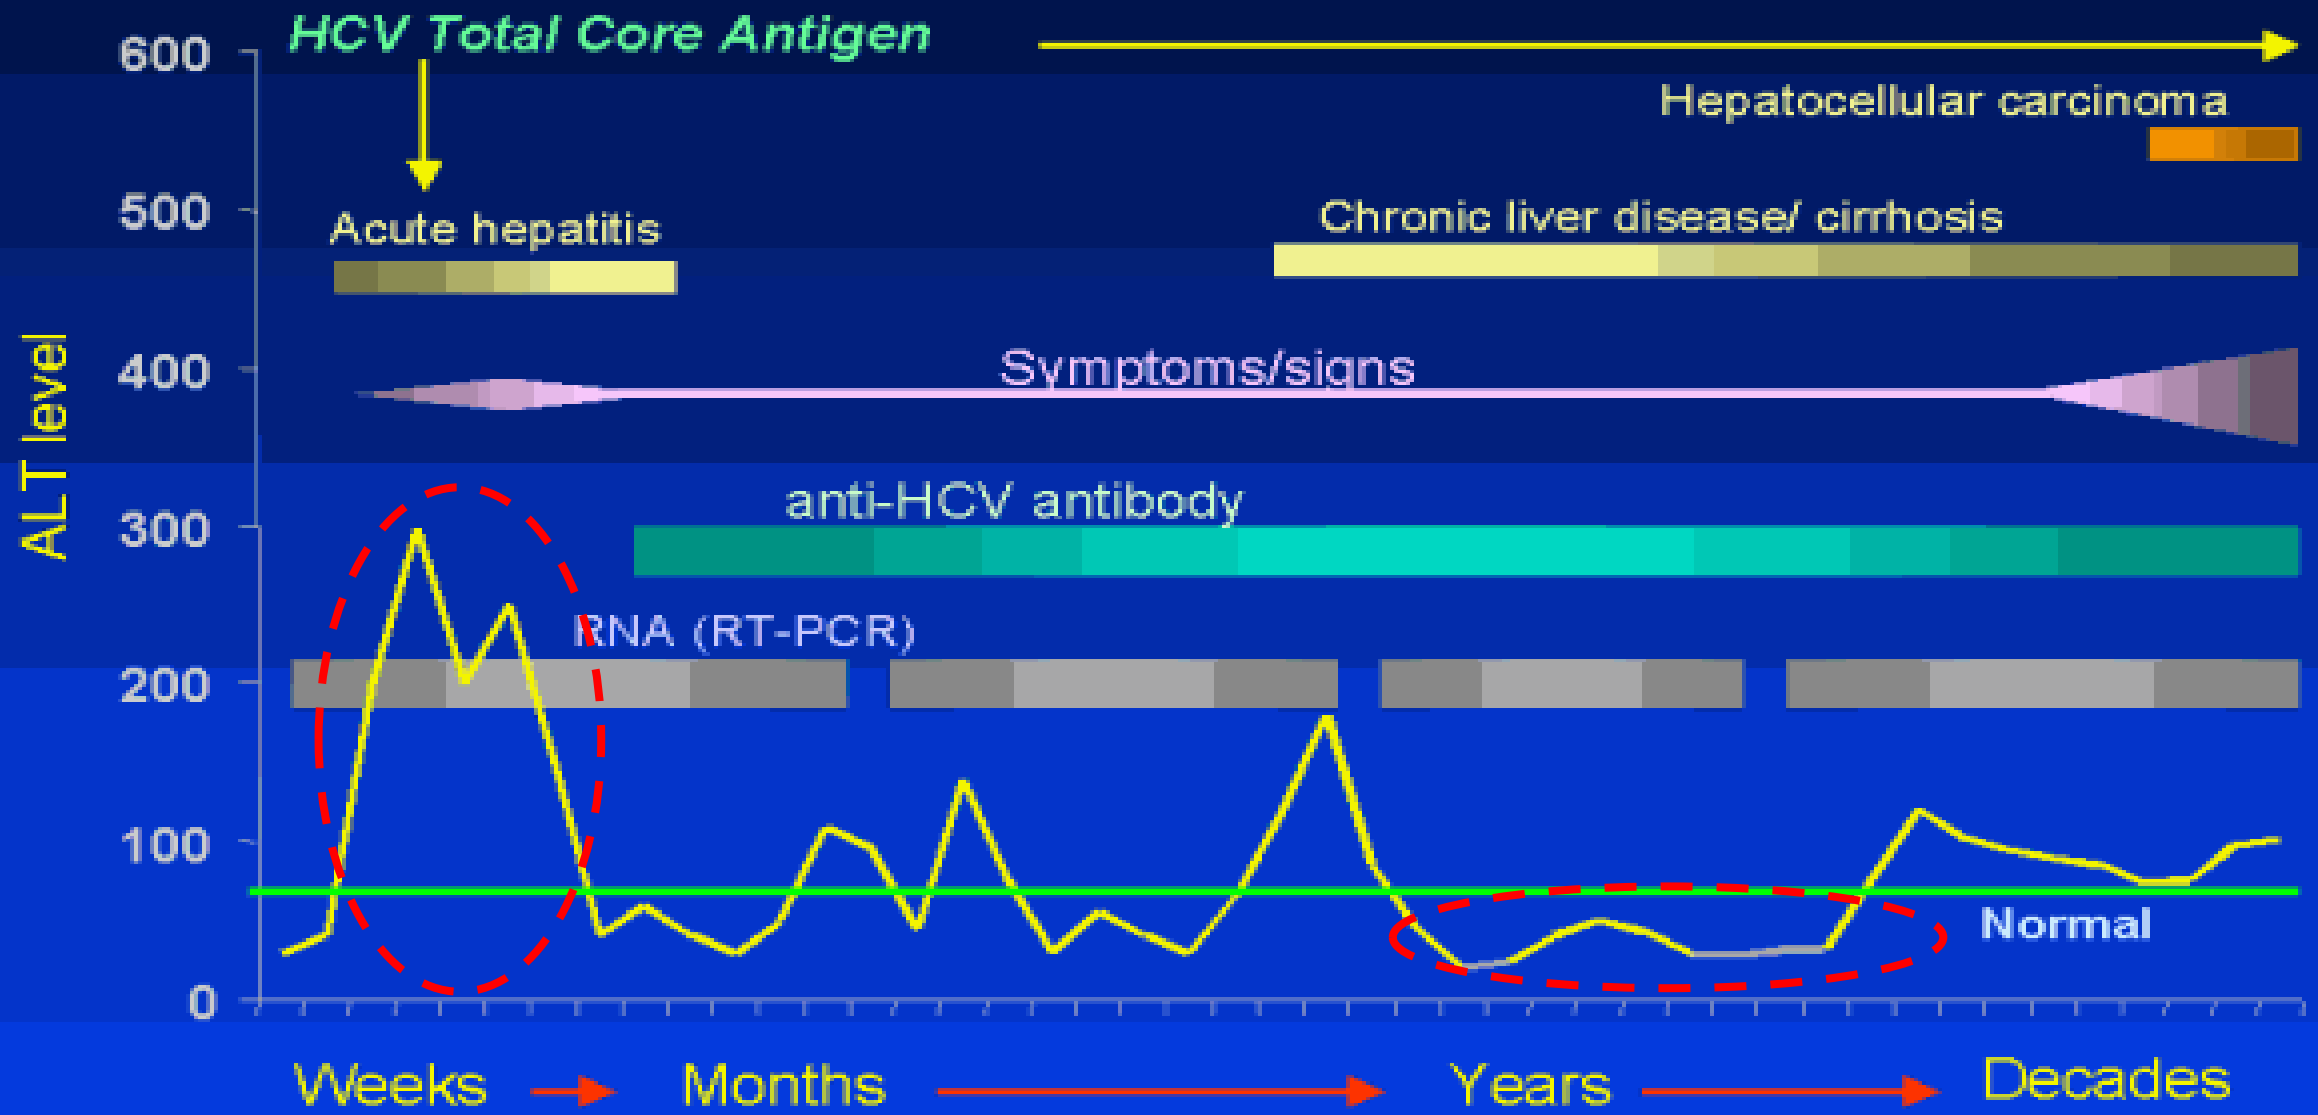 HCV Total Core Antigen
600
Hepatocellular carcinoma
500
Acute hepatitis
Chronic liver disease/ cirrhosis
ALT level
400
Symptoms/signs
300
anti-HCV antibody
RNA (RT-PCR)
200
100
Normal
0
Weeks
Months
Years
Decades